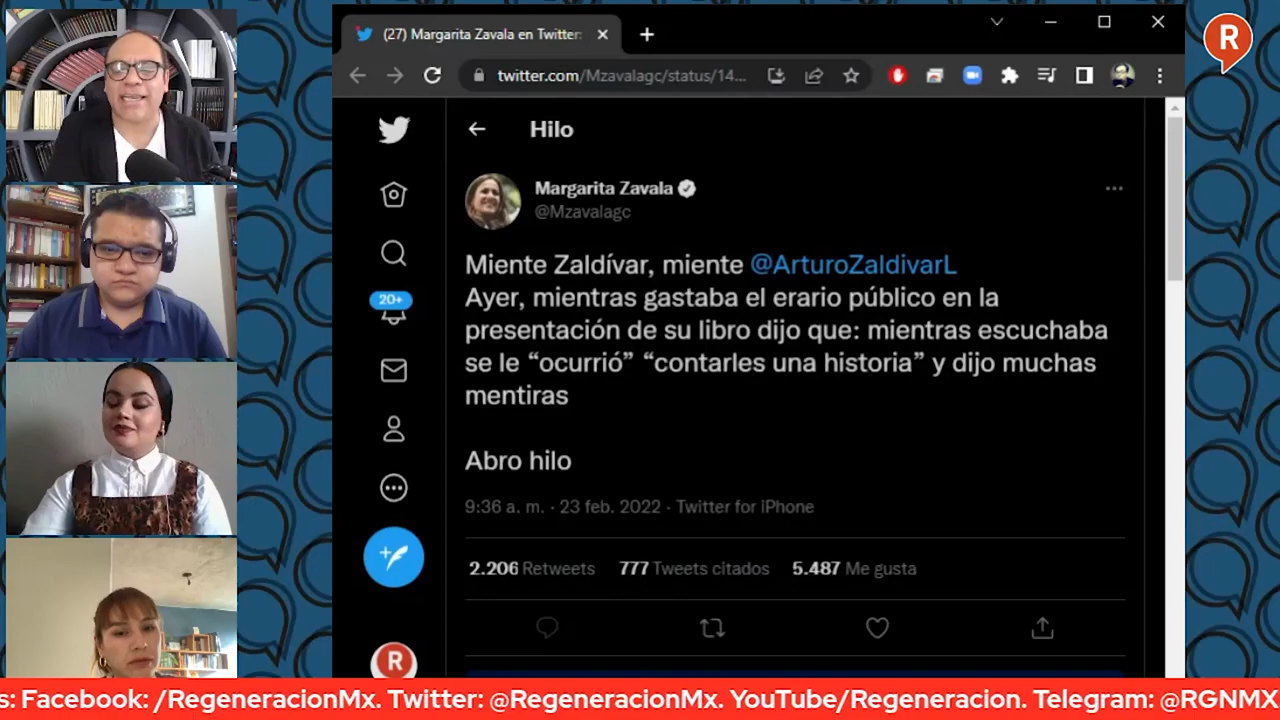 (27) Margarita Zavala en Twitter:
twitter.com/Mzavalagc/status/14...
Hilo
Margarita Zavala
@Mzavalagc
Miente Zaldívar, miente @ArturoZaldivarL
Ayer, mientras gastaba el erario público en la
presentación de su libro dijo que: mientras escuchaba
se le “ocurrió” “contarles una historia” y dijo muchas
mentiras
Abro hilo
9:36 a. m. · 23 feb. 2022 · Twitter for iPhone
2.206 Retweets 777 Tweets citados 5.487 Me gusta
20+
R
R
s: Facebook: /RegeneracionMx. Twitter: @RegeneracionMx. YouTube/Regeneracion. Telegram: @RGNMX